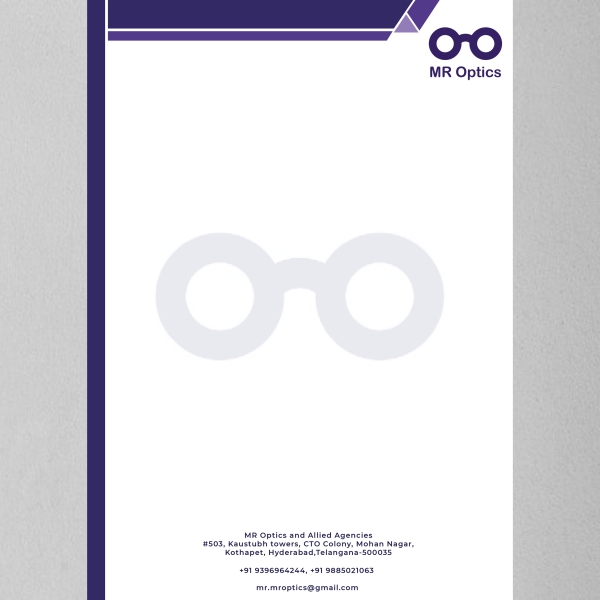 MR Optics
MR Optics and Allied Agencies
#503, Kaustubh towers, CTO Colony, Mohan Nagar,
Kothapet, Hyderabad,Telangana-500035
+91 9396964244, +91 9885021063
mr.mroptics@gmail.com